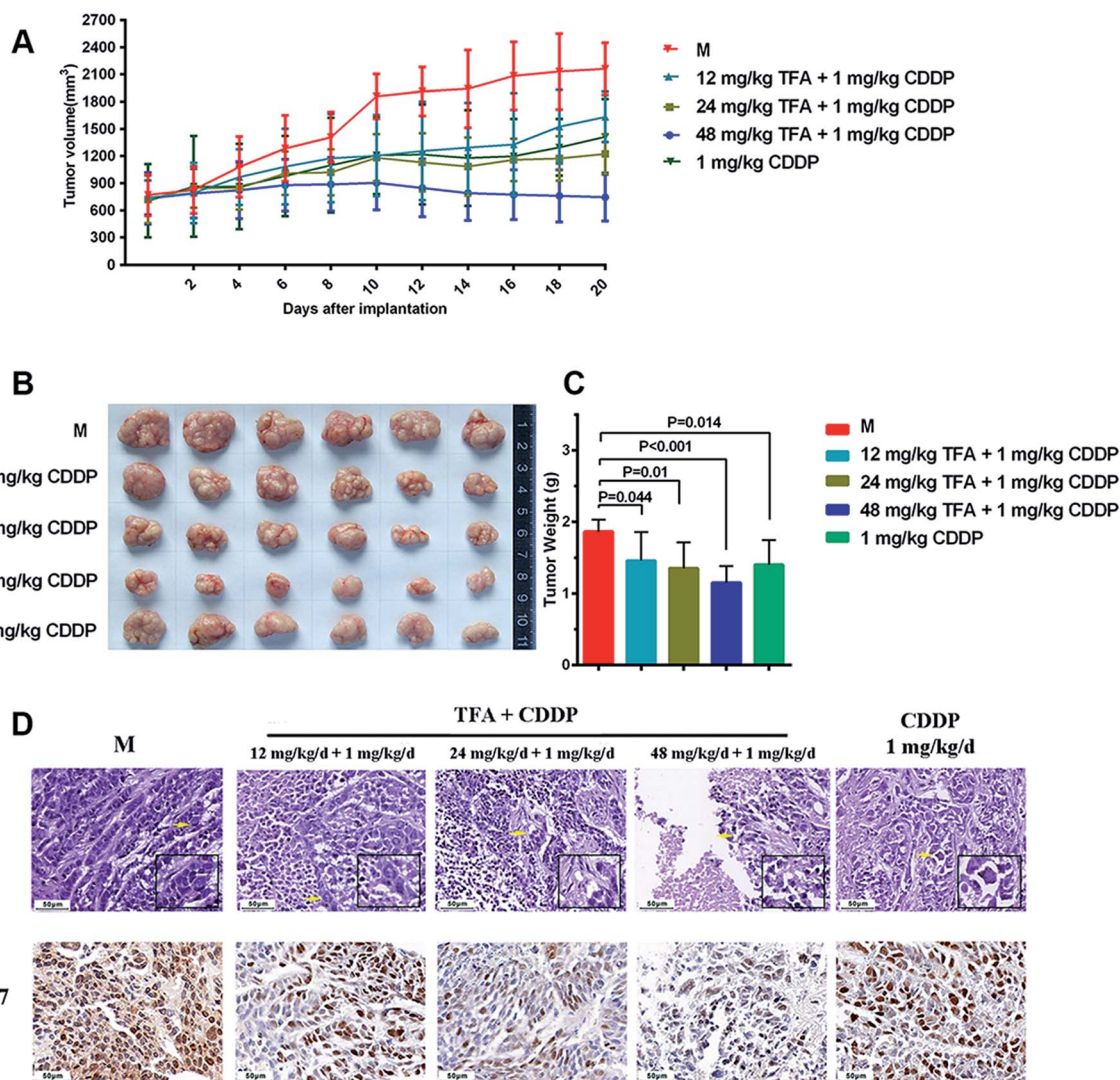 A
Tumor volume(mm³)
2700
2400
2100
1800
1500
1200
900
600
300
0
2 4 6 8 10 12 14 16 18 20
Days after implantation
M
12 mg/kg TFA + 1 mg/kg CDDP
24 mg/kg TFA + 1 mg/kg CDDP
48 mg/kg TFA + 1 mg/kg CDDP
1 mg/kg CDDP
B
M
mg/kg CDDP
mg/kg CDDP
mg/kg CDDP
mg/kg CDDP
1
2
3
4
5
6
7
8
9
10
11
C
Tumor Weight (g)
3
2
1
0
P=0.014
P<0.001
P=0.01
P=0.044
M
12 mg/kg TFA + 1 mg/kg CDDP
24 mg/kg TFA + 1 mg/kg CDDP
48 mg/kg TFA + 1 mg/kg CDDP
1 mg/kg CDDP
D
M
TFA + CDDP
12 mg/kg/d + 1 mg/kg/d
24 mg/kg/d + 1 mg/kg/d
48 mg/kg/d + 1 mg/kg/d
CDDP
1 mg/kg/d
50μm
50μm
50μm
50μm
50μm
7
50μm
50μm
50μm
50μm
50μm